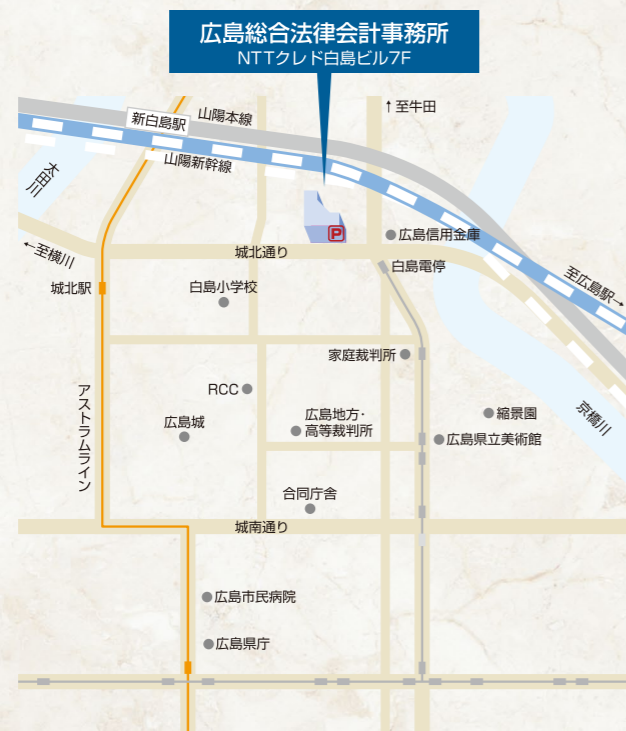 広島総合法律会計事務所
NTTクレド白島ビル7F
↑至牛田
新白島駅
山陽本線
山陽新幹線
太田川
P
広島信用金庫
←至横川
城北通り
白島電停
至広島駅→
城北駅
白島小学校
家庭裁判所
アストラムライン
RCC
広島城
広島地方・
高等裁判所
縮景園
京橋川
広島県立美術館
合同庁舎
城南通り
広島市民病院
広島県庁